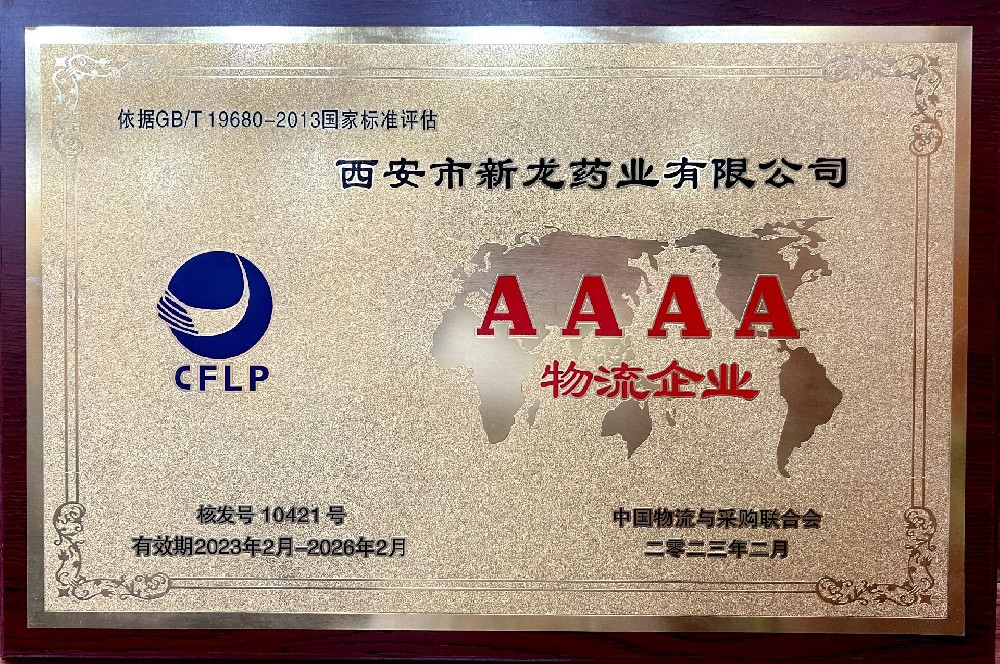 依据GB/T 19680-2013国家标准评估
西安市新龙药业有限公司
CFLP
AAAA
物流企业
核发号 10421 号
有效期2023年2月-2026年2月
中国物流与采购联合会
二零二三年二月